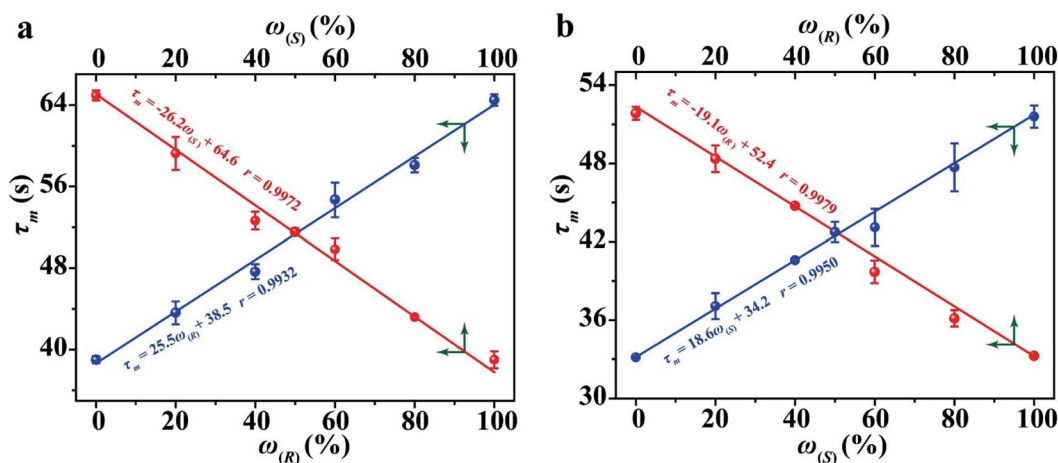 a
ω(S) (%)
0 20 40 60 80 100
64
56
48
40
τm (s)
τm = -26.2ω(S) + 64.6 r = 0.9972
τm = 25.5ω(R) + 38.5 r = 0.9932
0 20 40 60 80 100
ω(R) (%)
b
ω(R) (%)
0 20 40 60 80 100
54
48
42
36
30
τm (s)
τm = -19.1ω(R) + 52.4 r = 0.9979
τm = 18.6ω(S) + 34.2 r = 0.9950
0 20 40 60 80 100
ω(S) (%)